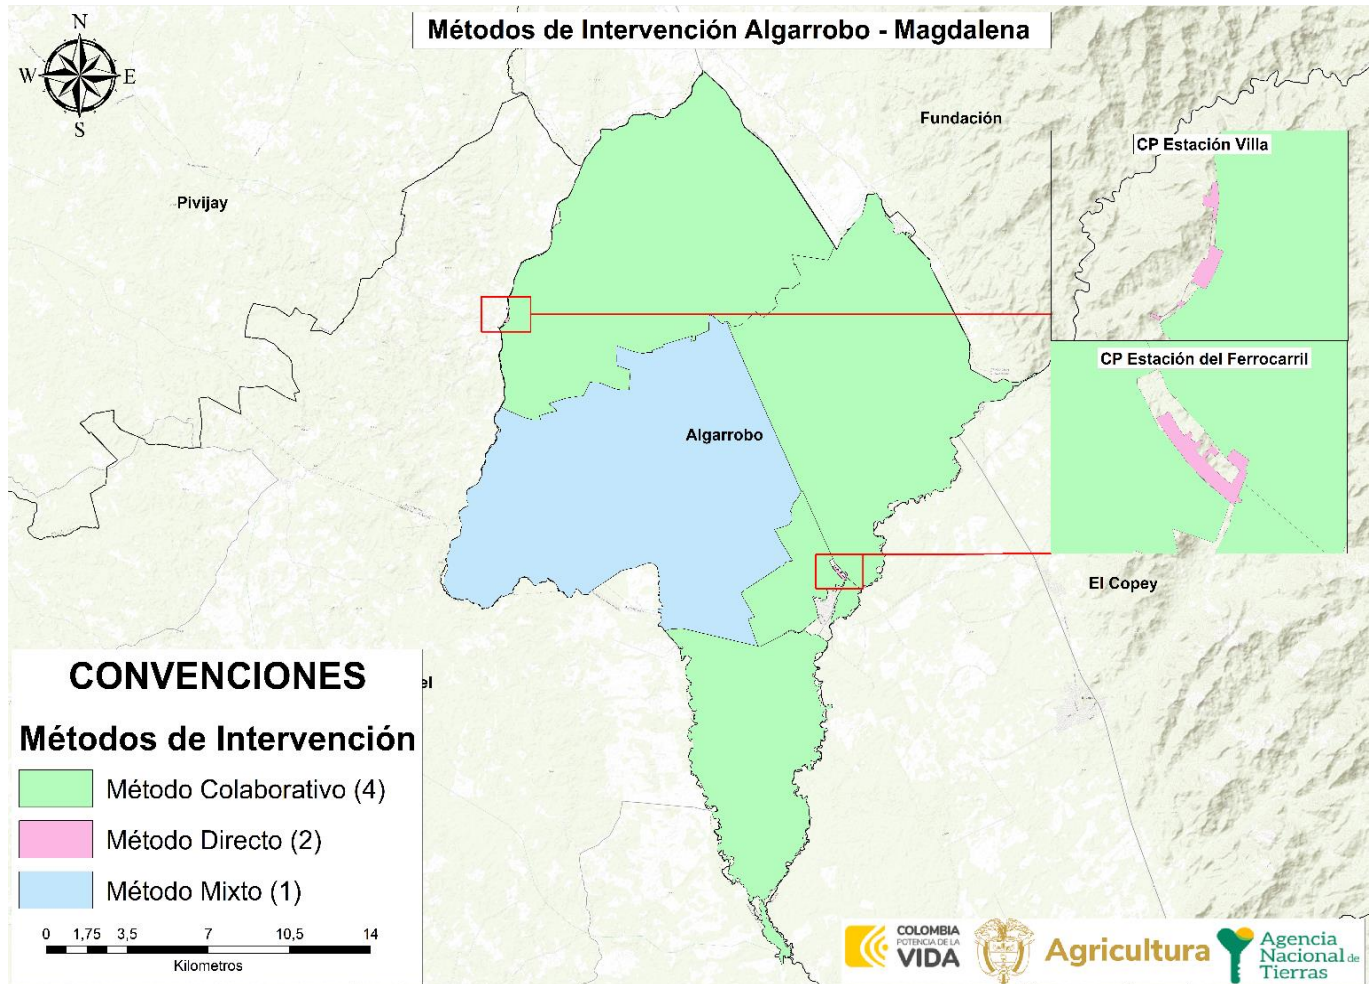 Métodos de Intervención Algarrobo - Magdalena
N
W
E
S
Fundación
CP Estación Villa
Pivijay
CP Estación del Ferrocarril
Algarrobo
El Copey
el
CONVENCIONES
Métodos de Intervención
Método Colaborativo (4)
Método Directo (2)
Método Mixto (1)
0 1,75 3,5 7 10,5 14
Kilometros
COLOMBIA
POTENCIA DE LA
VIDA
Agricultura
Agencia
Nacional de
Tierras